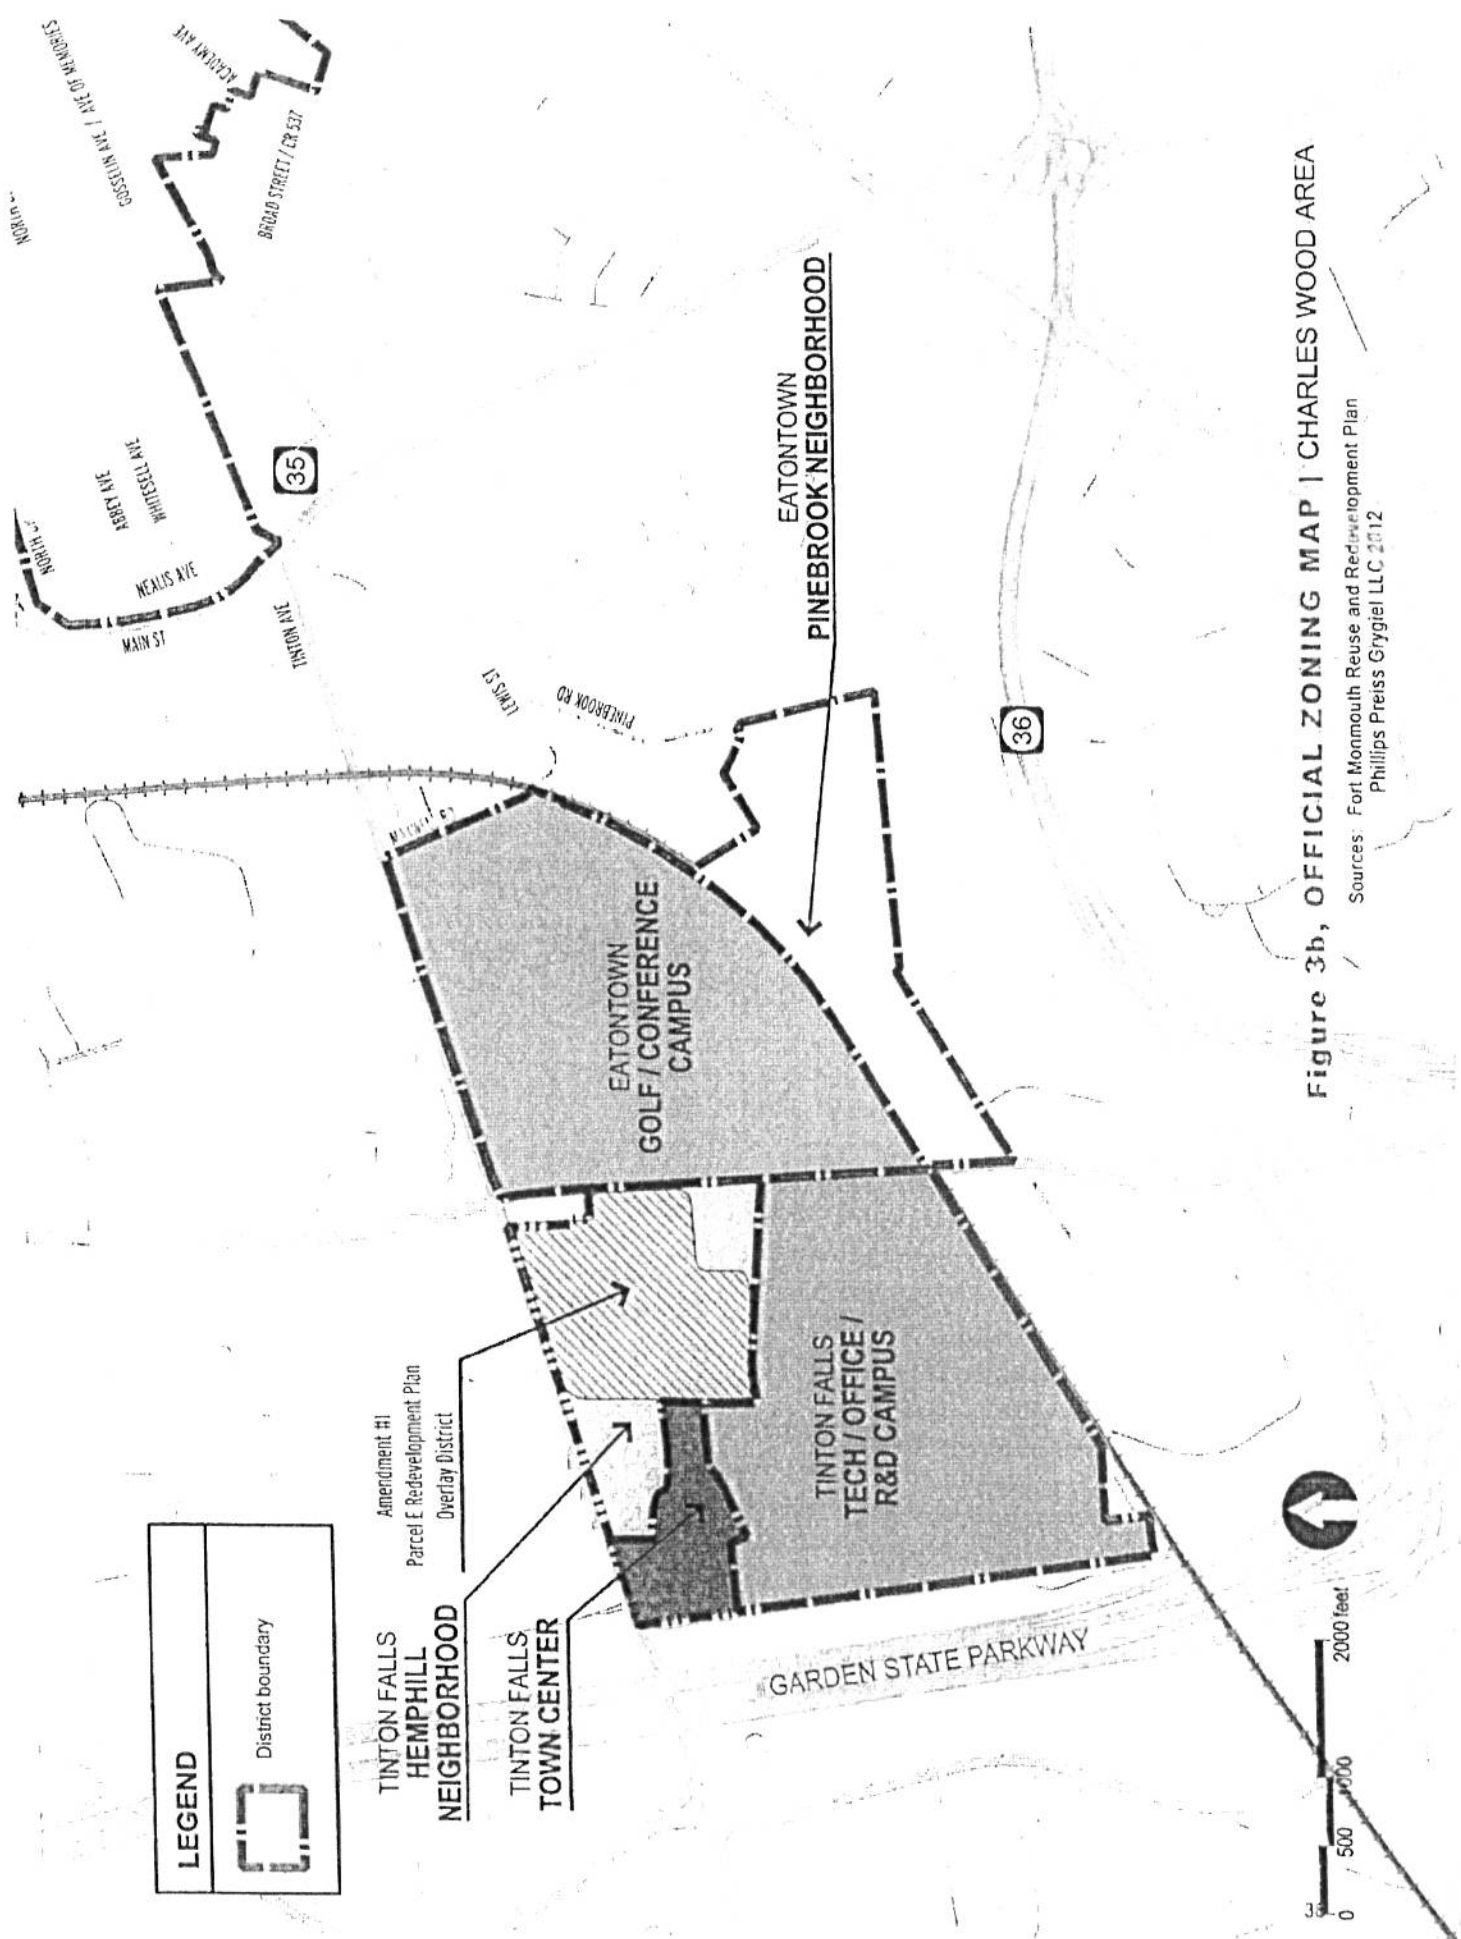 LEGEND
District boundary
TINTON FALLS
HEMPHILL
NEIGHBORHOOD
Amendment #1
Parcel E Redevelopment Plan
Overlay District
TINTON FALLS
TOWN CENTER
TINTON FALLS
TECH / OFFICE /
R&D CAMPUS
EATONTOWN
GOLF / CONFERENCE
CAMPUS
EATONTOWN
PINEBROOK NEIGHBORHOOD
GARDEN STATE PARKWAY
MAIN ST
NEALIS AVE
NORTH
ABBEY AVE
WHITESELL AVE
TINTON AVE
35
GOSSELIN AVE / AVE OF MEMORIES
ACADEMY AVE
BROAD STREET / CR 537
LEWIS ST
PINEBROOK RD
36
0 500 1000 2000 feet
Figure 3b, OFFICIAL ZONING MAP | CHARLES WOOD AREA
Sources: Fort Monmouth Reuse and Redevelopment Plan
Phillips Preiss Grygiel LLC 2012